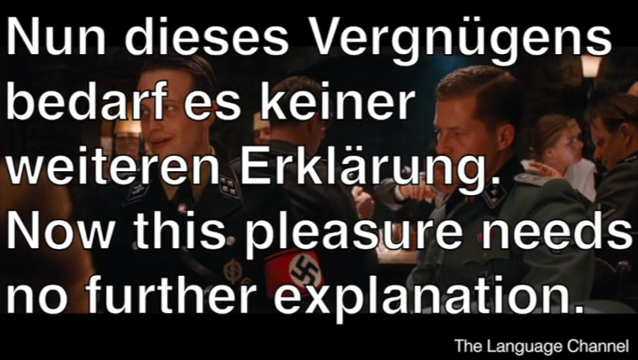 Nun dieses Vergnügens
bedarf es keiner
weiteren Erklärung.
Now this pleasure needs
no further explanation.
The Language Channel